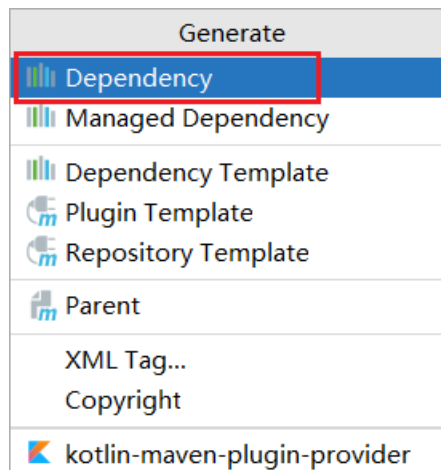 Generate
Dependency
Managed Dependency
Dependency Template
Plugin Template
Repository Template
Parent
XML Tag...
Copyright
kotlin-maven-plugin-provider